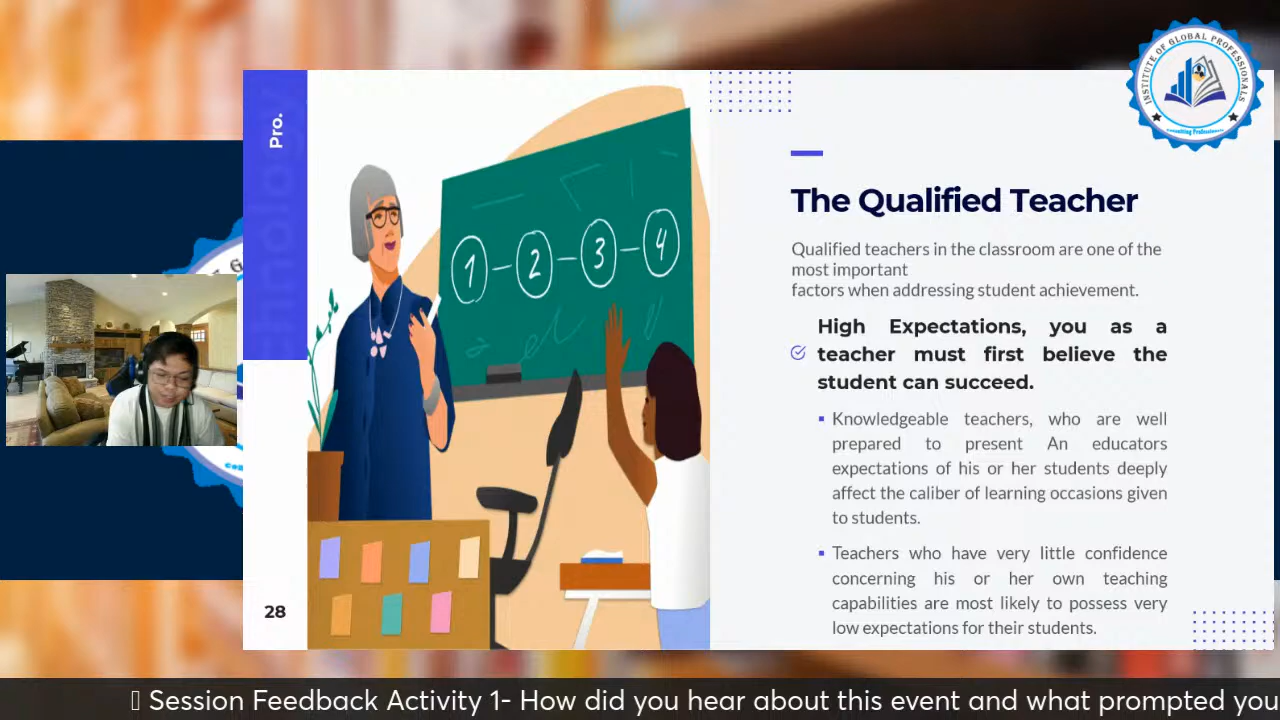 Pro.
INSTITUTE OF GLOBAL PROFESSIONALS
Consulting Professionals
The Qualified Teacher
Qualified teachers in the classroom are one of the
most important
factors when addressing student achievement.
High Expectations, you as a
teacher must first believe the
student can succeed.
Knowledgeable teachers, who are well
prepared to present An educators
expectations of his or her students deeply
affect the caliber of learning occasions given
to students.
Teachers who have very little confidence
concerning his or her own teaching
capabilities are most likely to possess very
low expectations for their students.
1 - 2 - 3 - 4
28
Session Feedback Activity 1- How did you hear about this event and what prompted you